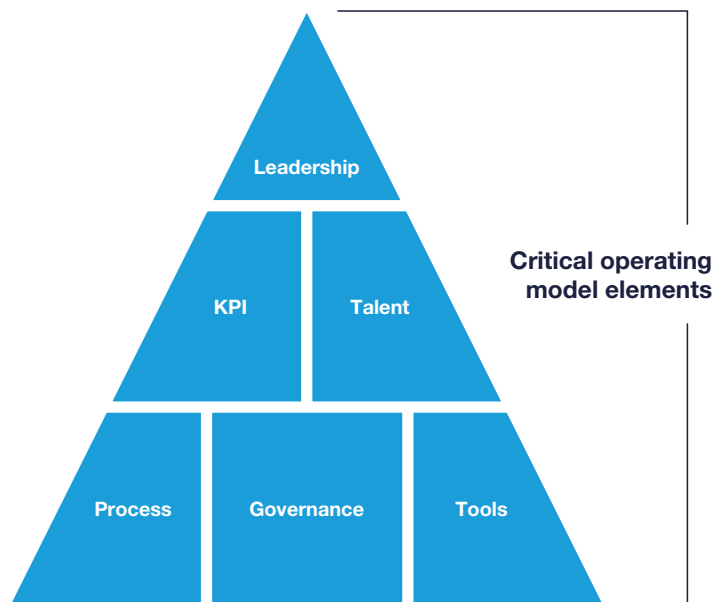 Leadership
KPI
Talent
Critical operating
model elements
Process
Governance
Tools